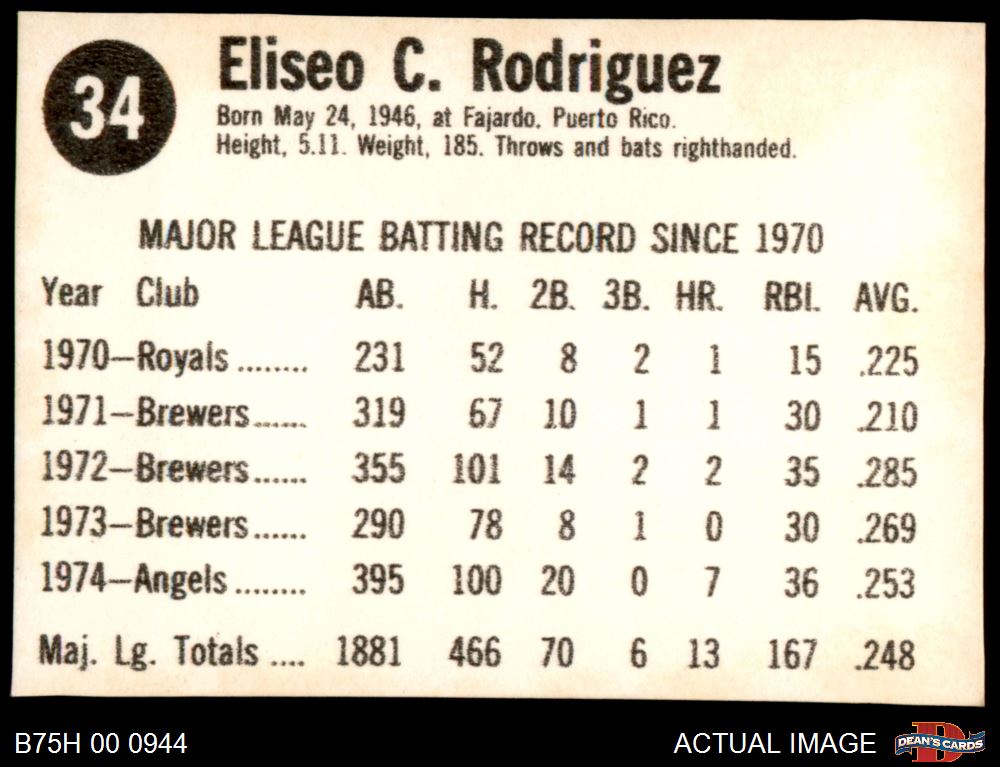 34
Eliseo C. Rodriguez
Born May 24, 1946, at Fajardo. Puerto Rico.
Height, 5.11. Weight, 185. Throws and bats righthanded.
MAJOR LEAGUE BATTING RECORD SINCE 1970
Year Club AB. H. 2B. 3B. HR. RBI. AVG.
1970—Royals ........ 231 52 8 2 1 15 .225
1971—Brewers...... 319 67 10 1 1 30 .210
1972—Brewers...... 355 101 14 2 2 35 .285
1973—Brewers...... 290 78 8 1 0 30 .269
1974—Angels ........ 395 100 20 0 7 36 .253
Maj. Lg. Totals .... 1881 466 70 6 13 167 .248
B75H 00 0944
ACTUAL IMAGE
D
DEAN'S CARDS